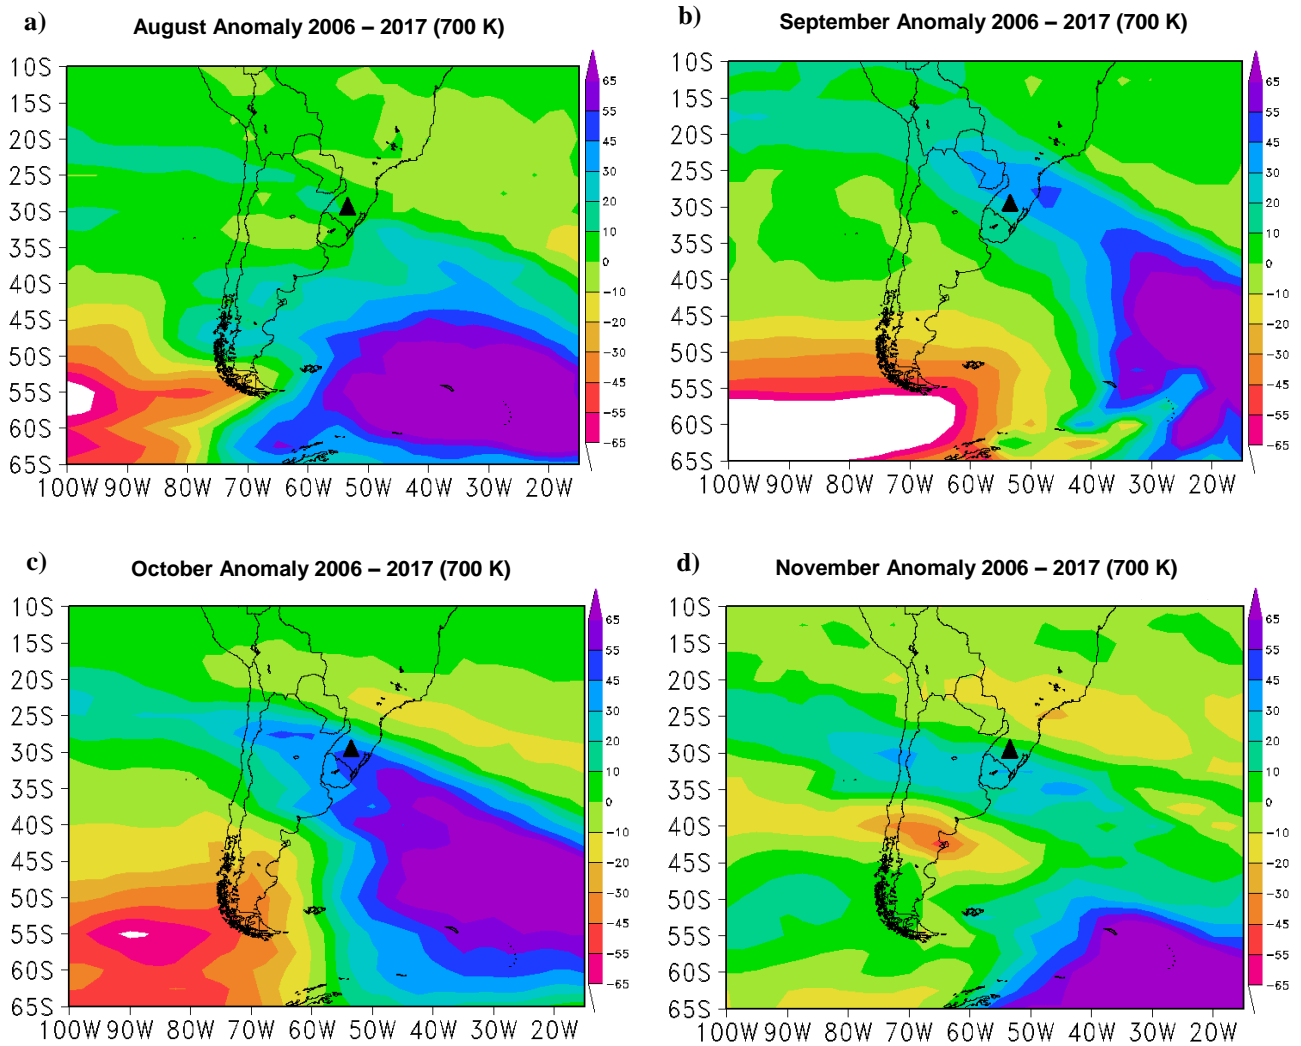 a)
August Anomaly 2006 – 2017 (700 K)
10S
15S
20S
25S
30S
35S
40S
45S
50S
55S
60S
65S
100W 90W 80W 70W 60W 50W 40W 30W 20W
65
55
45
30
20
10
0
−10
−20
−30
−45
−55
−65
b)
September Anomaly 2006 – 2017 (700 K)
10S
15S
20S
25S
30S
35S
40S
45S
50S
55S
60S
65S
100W 90W 80W 70W 60W 50W 40W 30W 20W
65
55
45
30
20
10
0
−10
−20
−30
−45
−55
−65
c)
October Anomaly 2006 – 2017 (700 K)
10S
15S
20S
25S
30S
35S
40S
45S
50S
55S
60S
65S
100W 90W 80W 70W 60W 50W 40W 30W 20W
65
55
45
30
20
10
0
−10
−20
−30
−45
−55
−65
d)
November Anomaly 2006 – 2017 (700 K)
10S
15S
20S
25S
30S
35S
40S
45S
50S
55S
60S
65S
100W 90W 80W 70W 60W 50W 40W 30W 20W
65
55
45
30
20
10
0
−10
−20
−30
−45
−55
−65